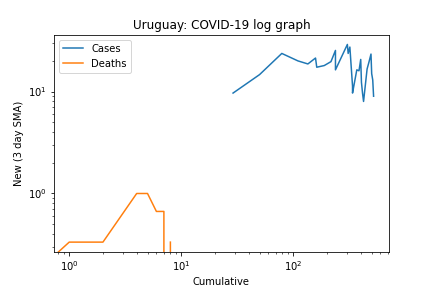 Uruguay: COVID-19 log graph
Cases
Deaths
New (3 day SMA)
10¹
10⁰
10⁰ 10¹ 10²
Cumulative